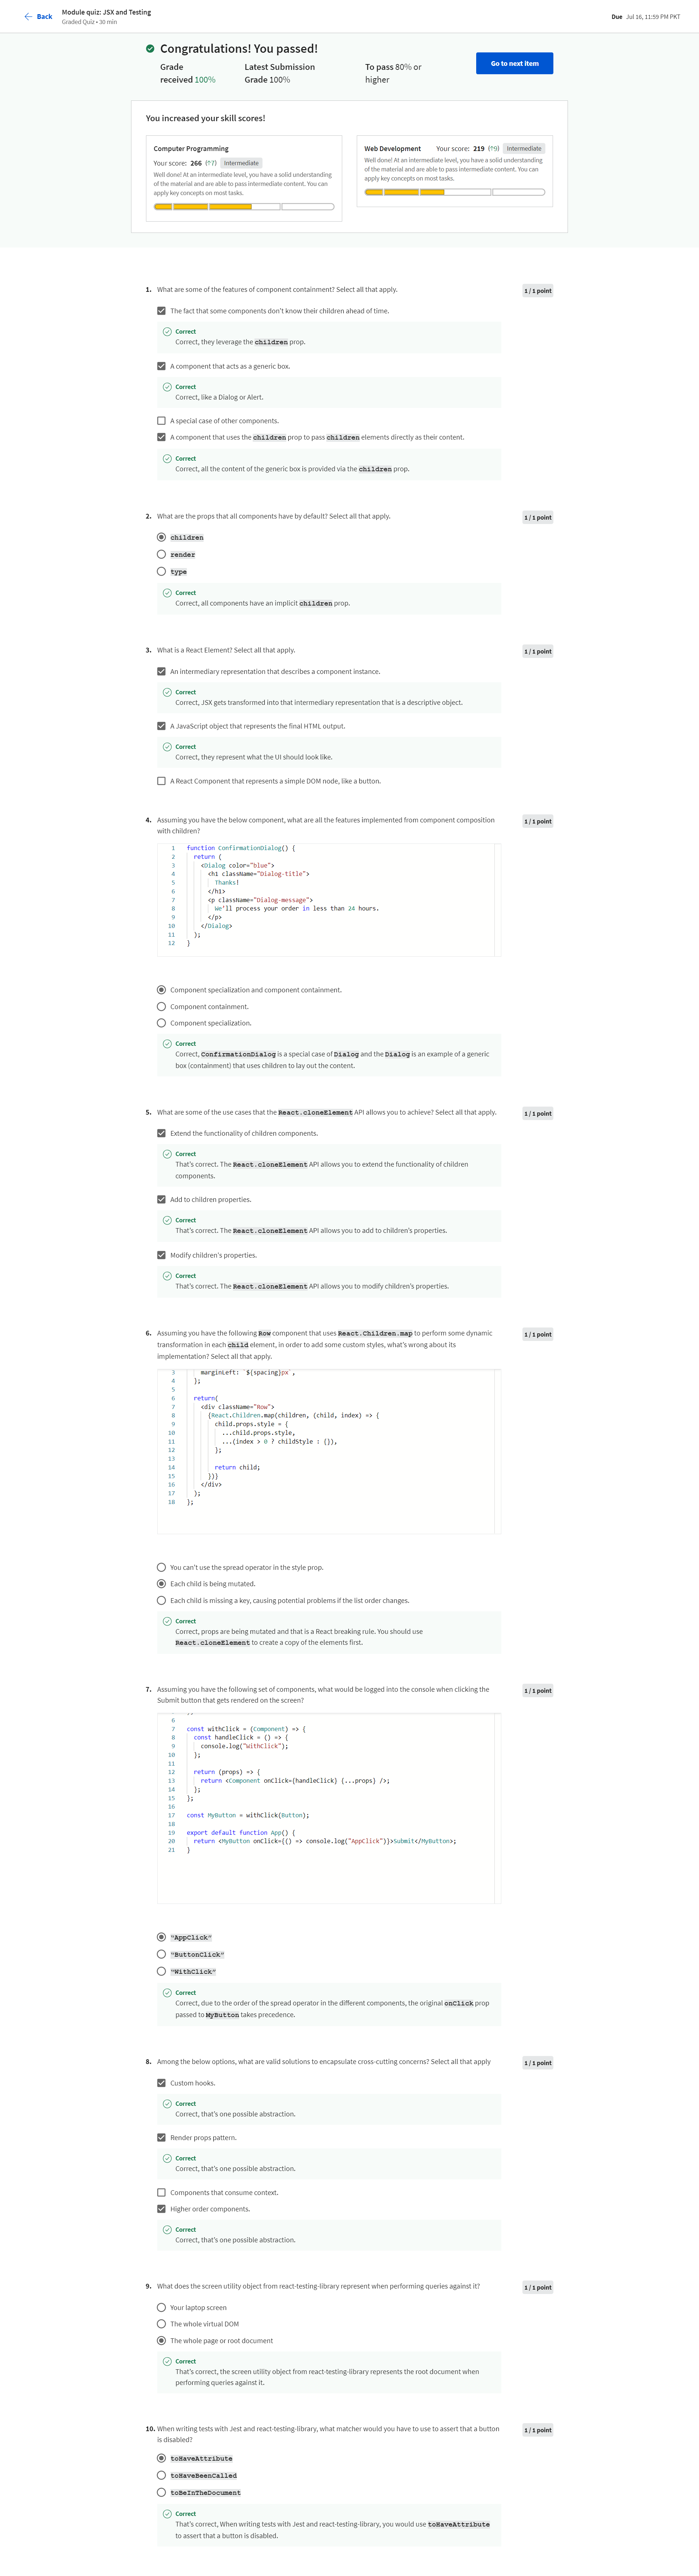 Back
Module quiz: JSX and Testing
Graded Quiz • 30 min
Due Jul 16, 11:59 PM PKT
Congratulations! You passed!
Grade received 100%
Latest Submission Grade 100%
To pass 80% or higher
Go to next item
You increased your skill scores!
Computer Programming
Your score: 266 (↑7) Intermediate
Well done! At an intermediate level, you have a solid understanding
of the material and are able to pass intermediate content. You can
apply key concepts on most tasks.
Web Development Your score: 219 (↑9) Intermediate
Well done! At an intermediate level, you have a solid understanding
of the material and are able to pass intermediate content. You can
apply key concepts on most tasks.
1. What are some of the features of component containment? Select all that apply.
1 / 1 point
The fact that some components don't know their children ahead of time.
Correct
Correct, they leverage the children prop.
A component that acts as a generic box.
Correct
Correct, like a Dialog or Alert.
A special case of other components.
A component that uses the children prop to pass children elements directly as their content.
Correct
Correct, all the content of the generic box is provided via the children prop.
2. What are the props that all components have by default? Select all that apply.
1 / 1 point
children
render
type
Correct
Correct, all components have an implicit children prop.
3. What is a React Element? Select all that apply.
1 / 1 point
An intermediary representation that describes a component instance.
Correct
Correct, JSX gets transformed into that intermediary representation that is a descriptive object.
A JavaScript object that represents the final HTML output.
Correct
Correct, they represent what the UI should look like.
A React Component that represents a simple DOM node, like a button.
4. Assuming you have the below component, what are all the features implemented from component composition
with children?
1 / 1 point
1 function ConfirmationDialog() {
2 return (
3 <Dialog color="blue">
4 <h1 className="Dialog-title">
5 Thanks!
6 </h1>
7 <p className="Dialog-message">
8 We'll process your order in less than 24 hours.
9 </p>
10 </Dialog>
11 );
12 }
Component specialization and component containment.
Component containment.
Component specialization.
Correct
Correct, ConfirmationDialog is a special case of Dialog and the Dialog is an example of a generic
box (containment) that uses children to lay out the content.
5. What are some of the use cases that the React.cloneElement API allows you to achieve? Select all that apply.
1 / 1 point
Extend the functionality of children components.
Correct
That's correct. The React.cloneElement API allows you to extend the functionality of children
components.
Add to children properties.
Correct
That's correct. The React.cloneElement API allows you to add to children's properties.
Modify children's properties.
Correct
That's correct. The React.cloneElement API allows you to modify children's properties.
6. Assuming you have the following Row component that uses React.Children.map to perform some dynamic
transformation in each child element, in order to add some custom styles, what's wrong about its
implementation? Select all that apply.
1 / 1 point
3 marginLeft: `${spacing}px`,
4 };
5
6 return(
7 <div className="Row">
8 {React.Children.map(children, (child, index) => {
9 child.props.style = {
10 ...child.props.style,
11 ...(index > 0 ? childStyle : {}),
12 };
13
14 return child;
15 })}
16 </div>
17 );
18 };
You can't use the spread operator in the style prop.
Each child is being mutated.
Each child is missing a key, causing potential problems if the list order changes.
Correct
Correct, props are being mutated and that is a React breaking rule. You should use
React.cloneElement to create a copy of the elements first.
7. Assuming you have the following set of components, what would be logged into the console when clicking the
Submit button that gets rendered on the screen?
1 / 1 point
6
7 const withClick = (Component) => {
8 const handleClick = () => {
9 console.log("WithClick");
10 };
11
12 return (props) => {
13 return <Component onClick={handleClick} {...props} />;
14 };
15 };
16
17 const MyButton = withClick(Button);
18
19 export default function App() {
20 return <MyButton onClick={() => console.log("AppClick")}>Submit</MyButton>;
21 }
"AppClick"
"ButtonClick"
"WithClick"
Correct
Correct, due to the order of the spread operator in the different components, the original onClick prop
passed to MyButton takes precedence.
8. Among the below options, what are valid solutions to encapsulate cross-cutting concerns? Select all that apply
1 / 1 point
Custom hooks.
Correct
Correct, that's one possible abstraction.
Render props pattern.
Correct
Correct, that's one possible abstraction.
Components that consume context.
Higher order components.
Correct
Correct, that's one possible abstraction.
9. What does the screen utility object from react-testing-library represent when performing queries against it?
1 / 1 point
Your laptop screen
The whole virtual DOM
The whole page or root document
Correct
That's correct, the screen utility object from react-testing-library represents the root document when
performing queries against it.
10. When writing tests with Jest and react-testing-library, what matcher would you have to use to assert that a button
is disabled?
1 / 1 point
toHaveAttribute
toHaveBeenCalled
toBeInTheDocument
Correct
That's correct, When writing tests with Jest and react-testing-library, you would use toHaveAttribute
to assert that a button is disabled.